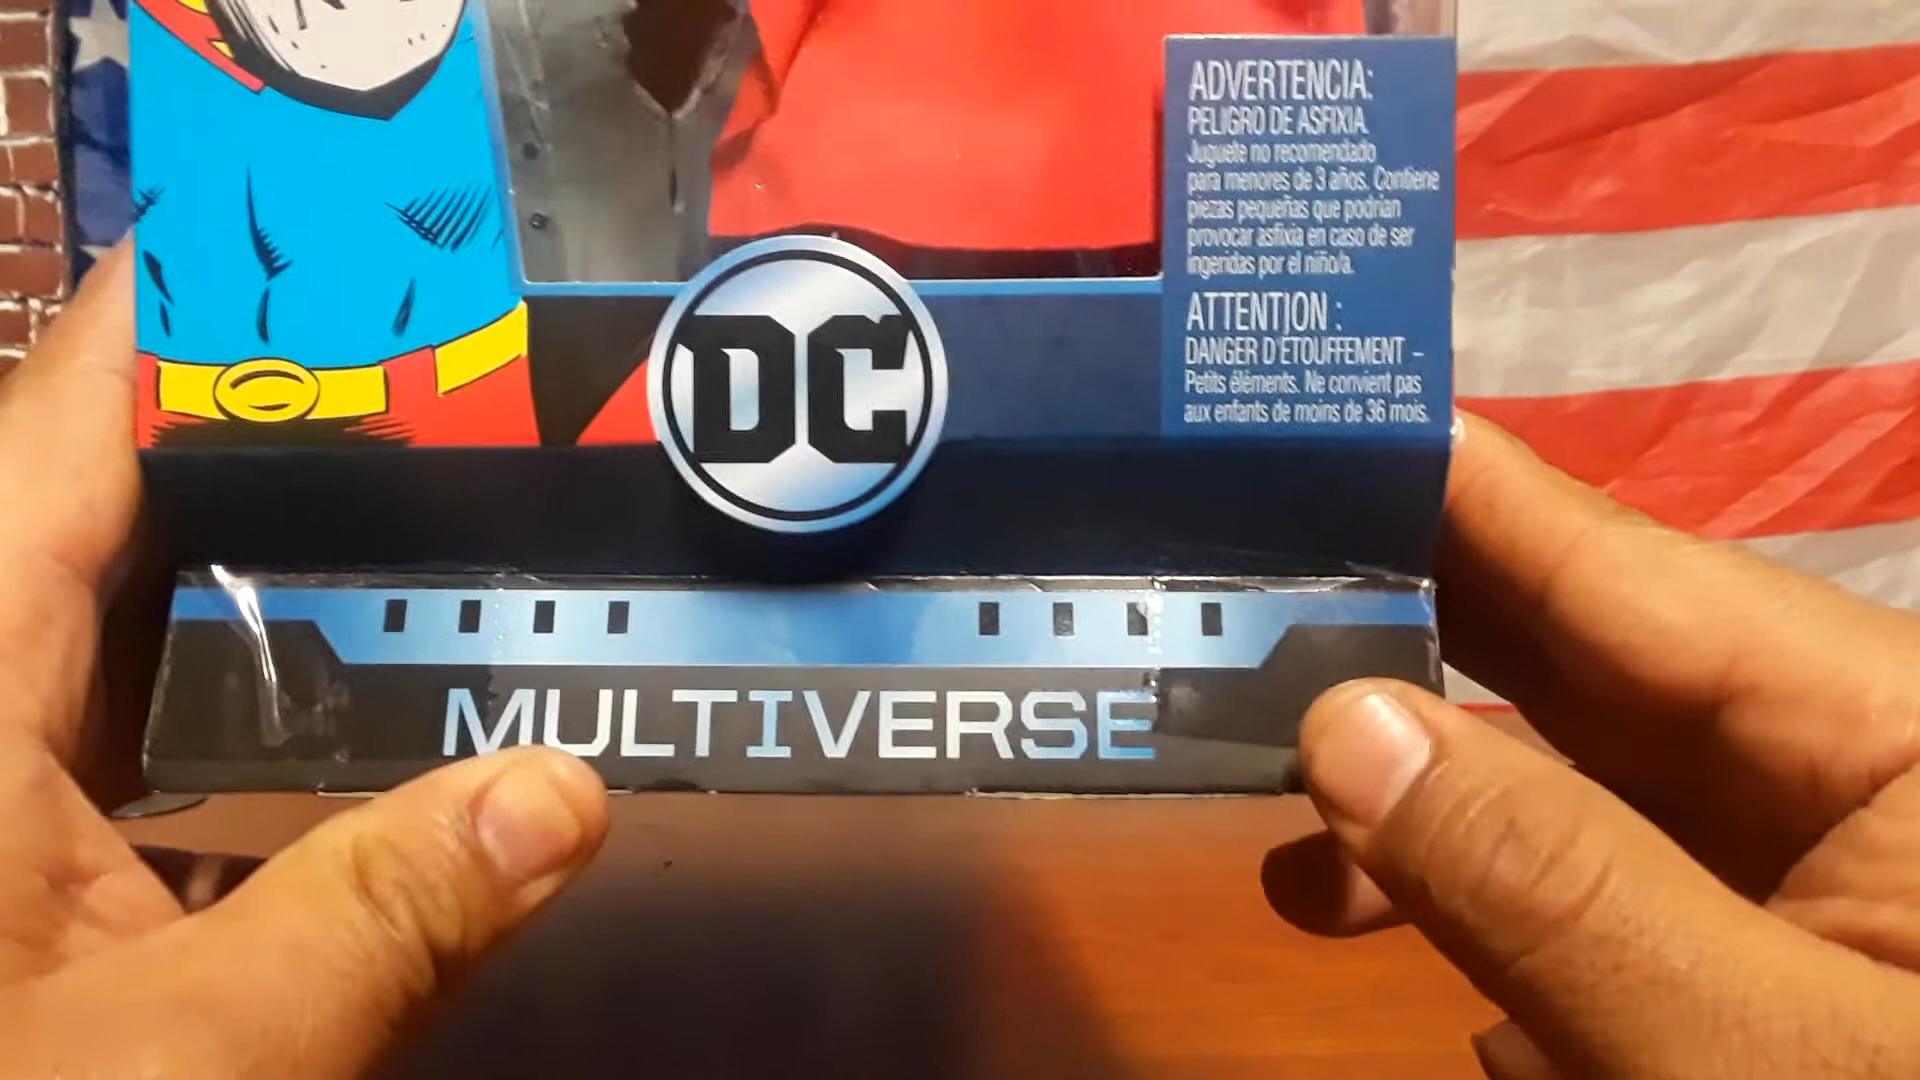 ADVERTENCIA:
PELIGRO DE ASFIXIA.
Juguete no recomendado
para menores de 3 años. Contiene
piezas pequeñas que podrían
provocar asfixia en caso de ser
ingeridas por el niño/a.
ATTENTION :
DANGER D'ÉTOUFFEMENT –
Petits éléments. Ne convient pas
aux enfants de moins de 36 mois.
DC
MULTIVERSE